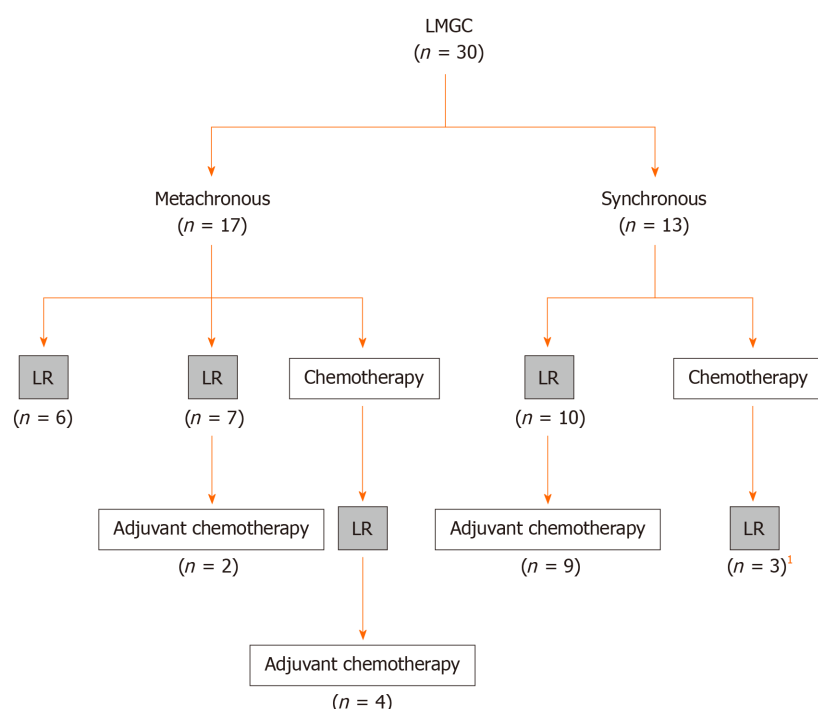 LMGC
(n = 30)
Metachronous
(n = 17)
Synchronous
(n = 13)
LR
(n = 6)
LR
(n = 7)
Chemotherapy
LR
(n = 10)
Chemotherapy
Adjuvant chemotherapy
(n = 2)
LR
Adjuvant chemotherapy
(n = 9)
LR
(n = 3)¹
Adjuvant chemotherapy
(n = 4)